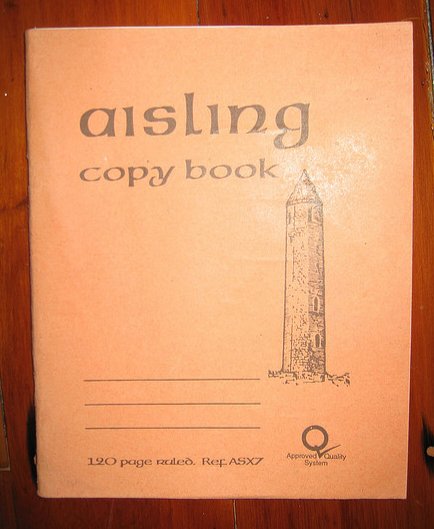 aisling
copy book
120 page ruled. Ref. ASX7
Q
Approved Quality
System